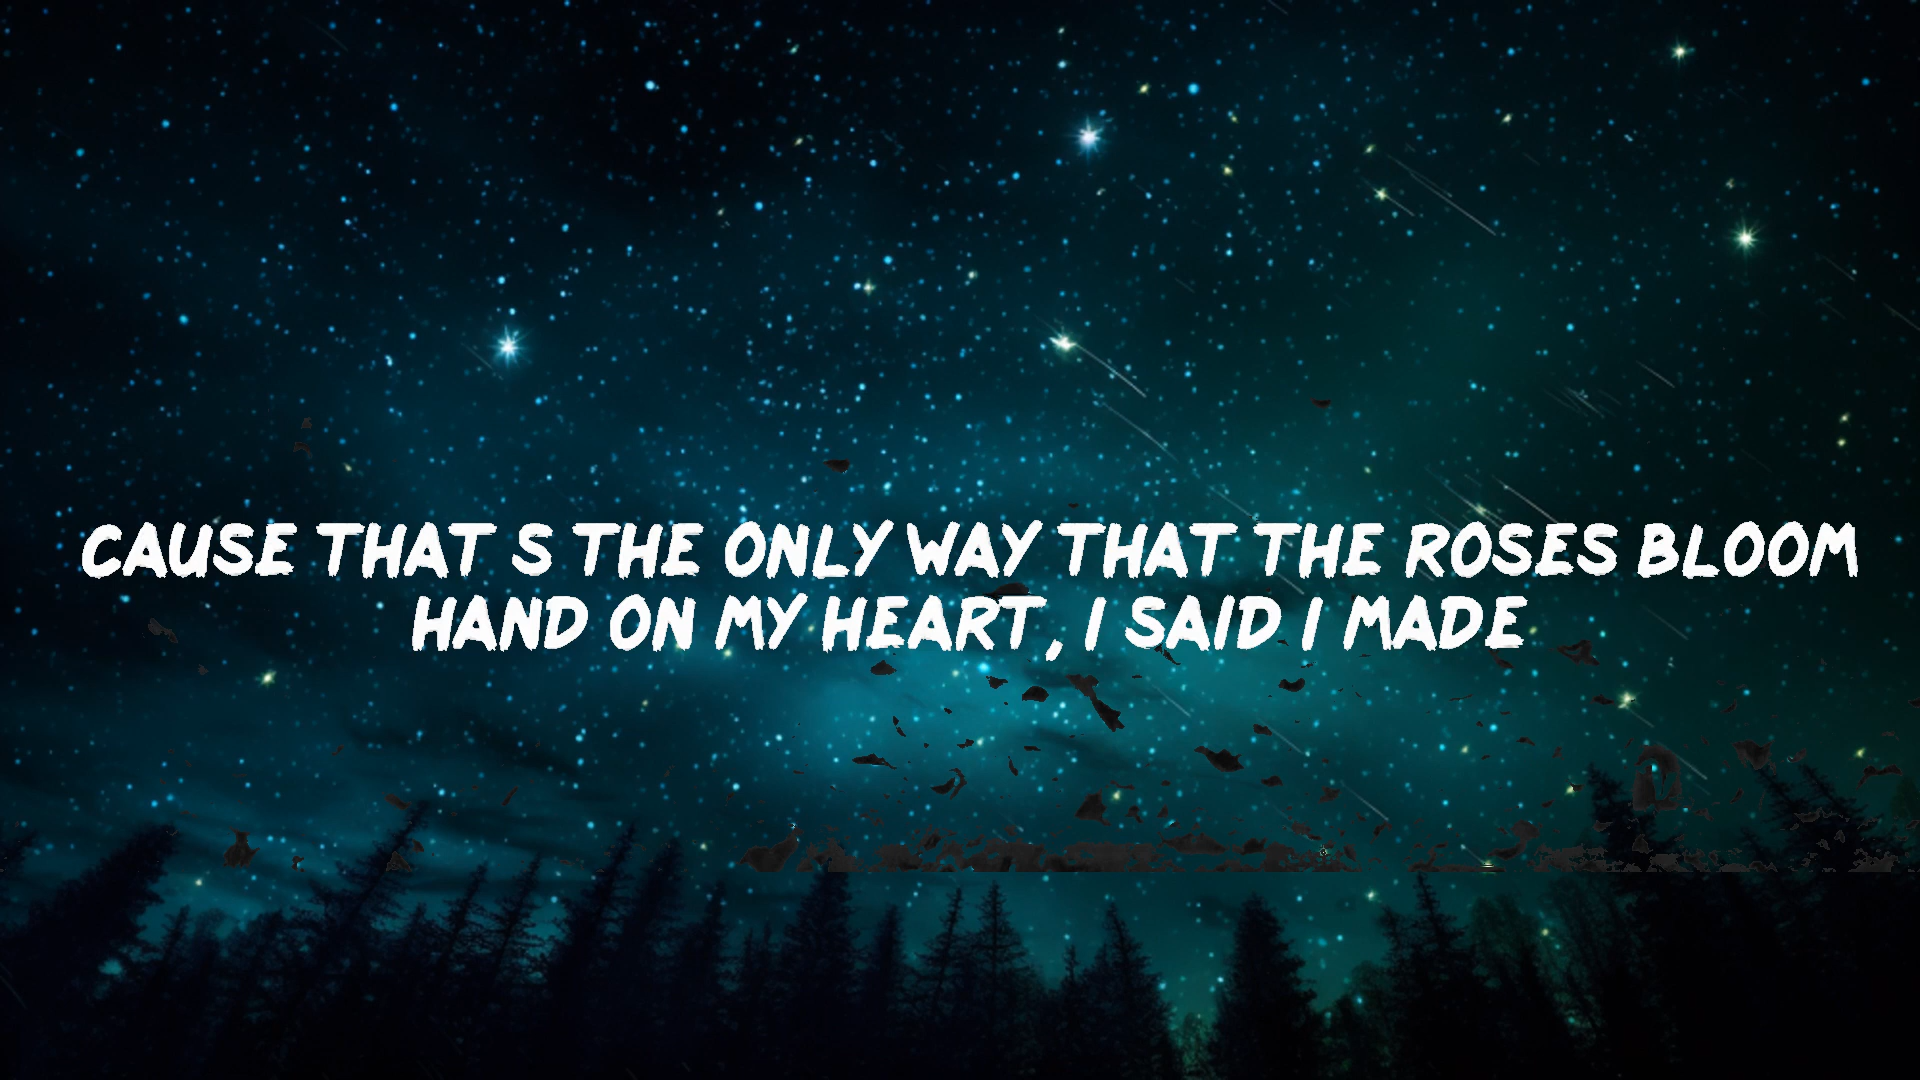 CAUSE THAT S THE ONLY WAY THAT THE ROSES BLOOM
HAND ON MY HEART, I SAID I MADE